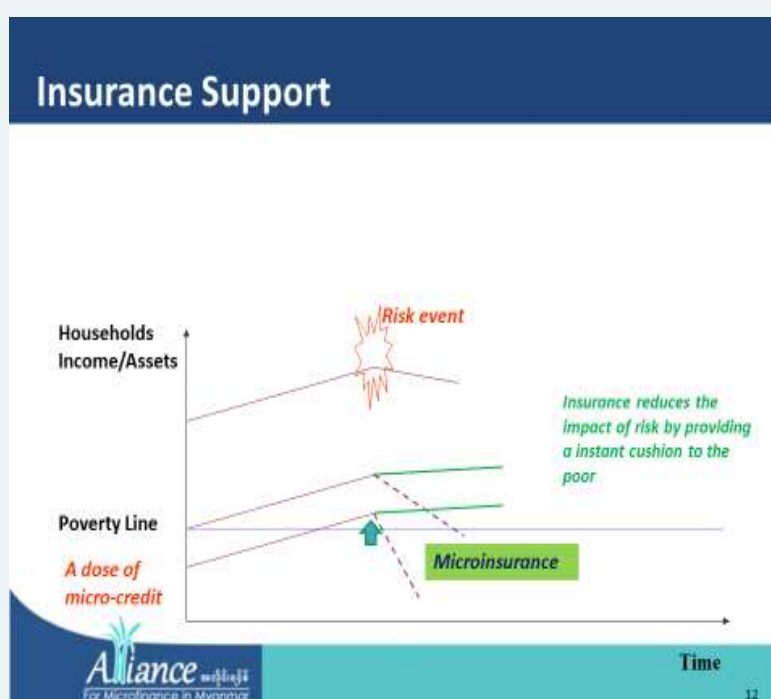 Insurance Support
Risk event
Households
Income/Assets
Insurance reduces the
impact of risk by providing
a instant cushion to the
poor
Poverty Line
A dose of
micro-credit
Microinsurance
Alliance
For Microfinance in Myanmar
Time
12